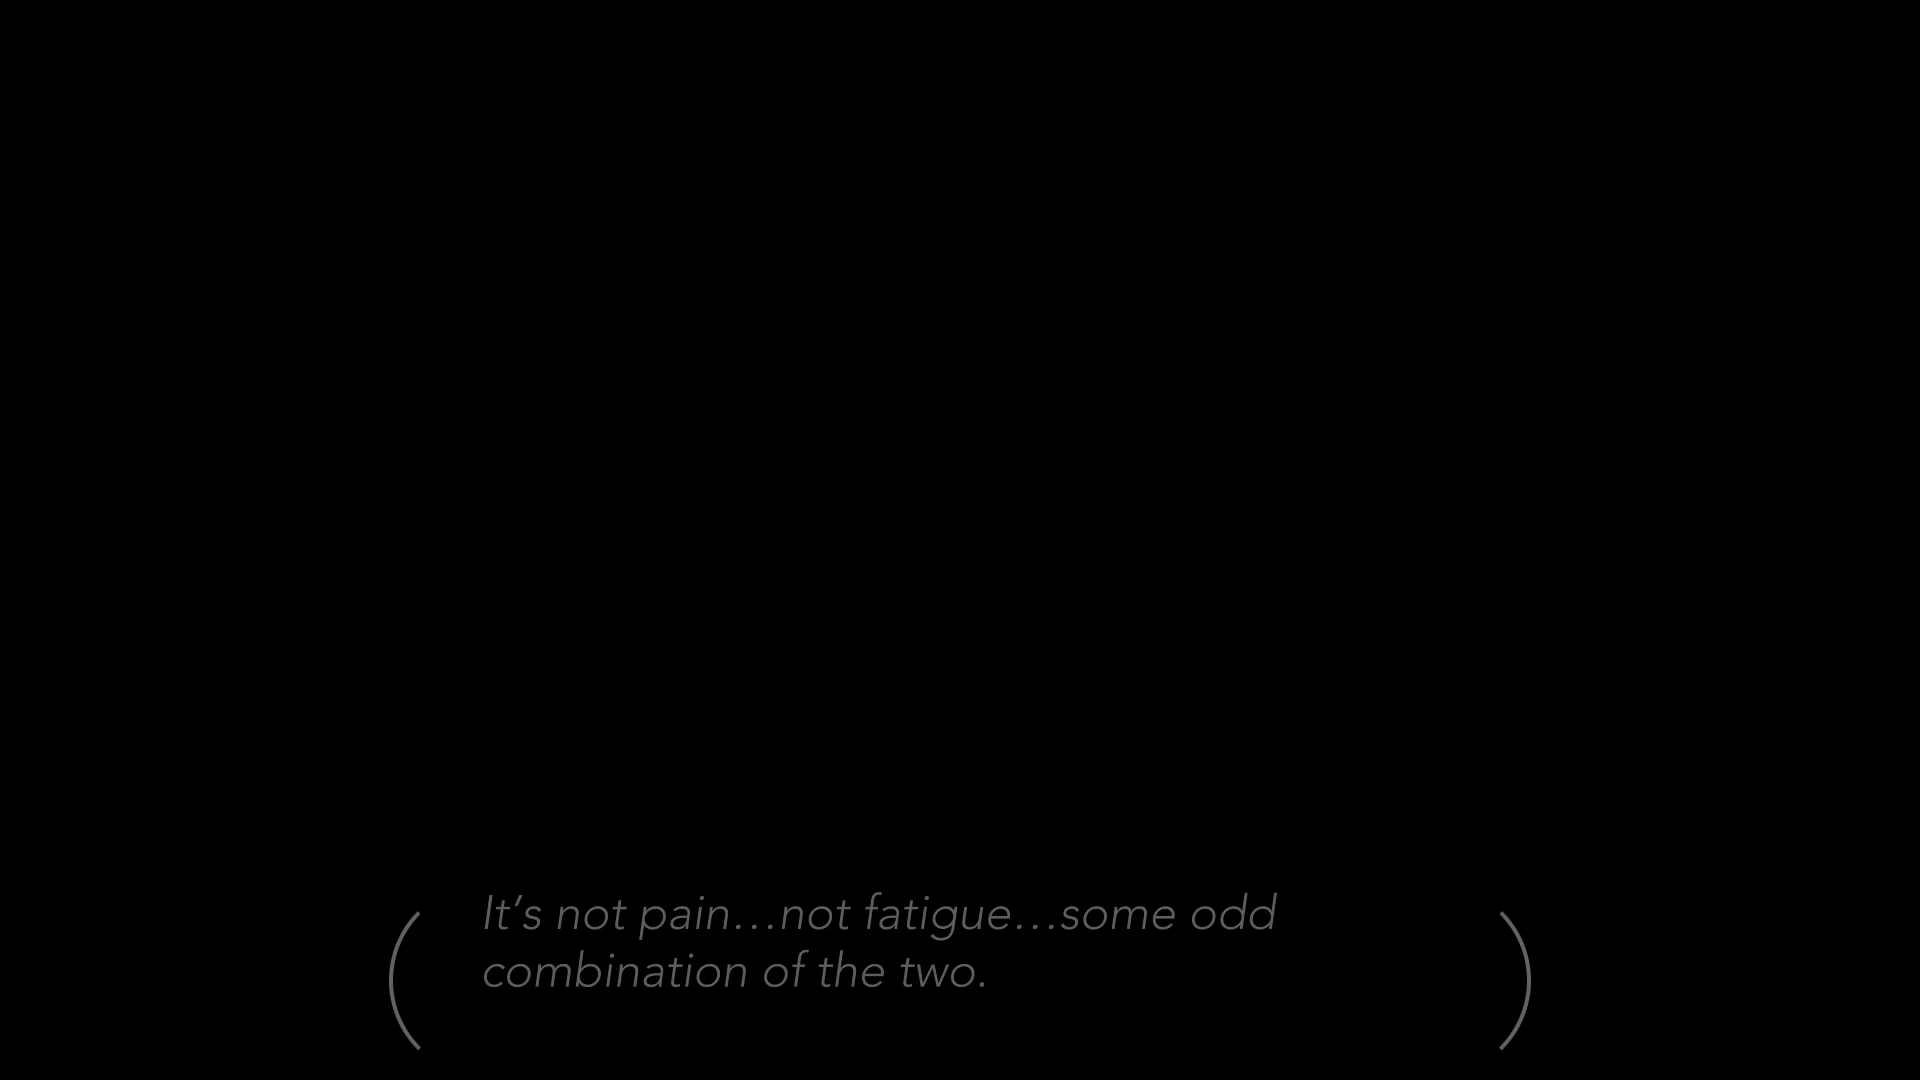 It’s not pain…not fatigue…some odd
combination of the two.